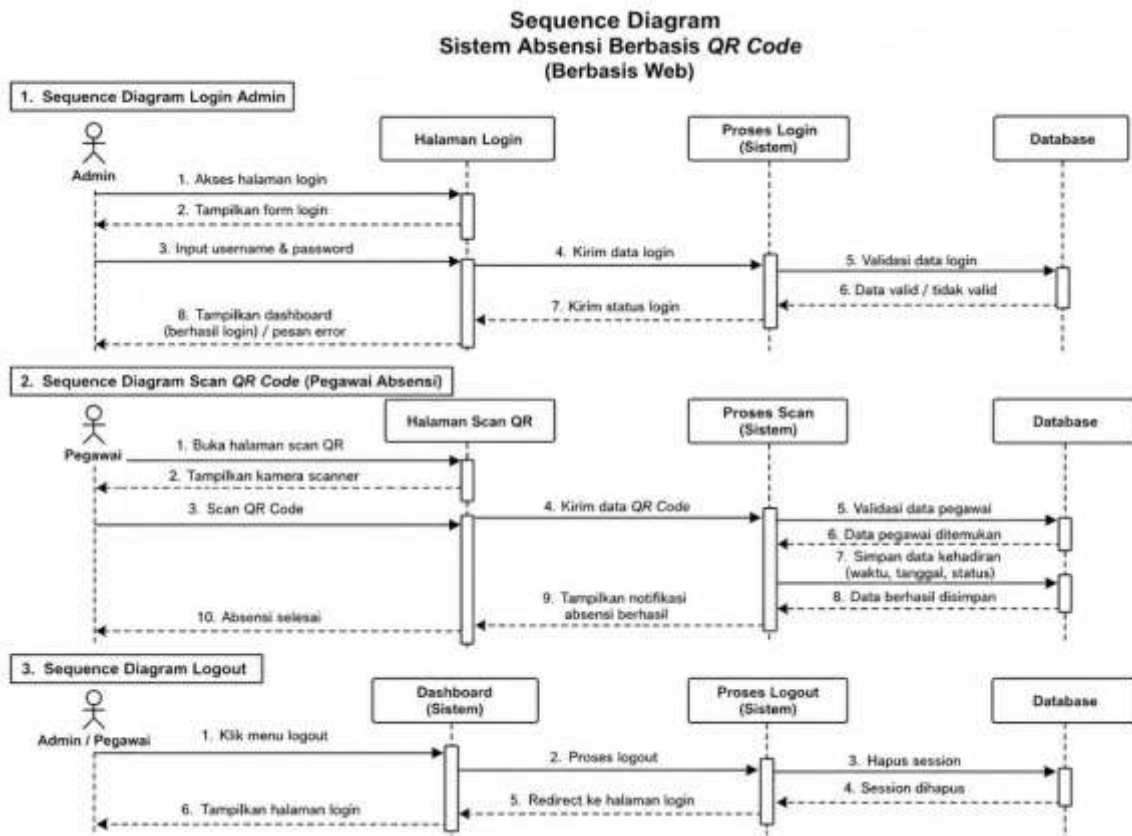 Sequence Diagram
Sistem Absensi Berbasis QR Code
(Berbasis Web)
1. Sequence Diagram Login Admin
Admin
Halaman Login
Proses Login
(Sistem)
Database
1. Akses halaman login
2. Tampilkan form login
3. Input username & password
4. Kirim data login
5. Validasi data login
6. Data valid / tidak valid
7. Kirim status login
8. Tampilkan dashboard
(berhasil login) / pesan error
2. Sequence Diagram Scan QR Code (Pegawai Absensi)
Pegawai
Halaman Scan QR
Proses Scan
(Sistem)
Database
1. Buka halaman scan QR
2. Tampilkan kamera scanner
3. Scan QR Code
4. Kirim data QR Code
5. Validasi data pegawai
6. Data pegawai ditemukan
7. Simpan data kehadiran
(waktu, tanggal, status)
8. Data berhasil disimpan
9. Tampilkan notifikasi
absensi berhasil
10. Absensi selesai
3. Sequence Diagram Logout
Admin / Pegawai
Dashboard
(Sistem)
Proses Logout
(Sistem)
Database
1. Klik menu logout
2. Proses logout
3. Hapus session
4. Session dihapus
5. Redirect ke halaman login
6. Tampilkan halaman login